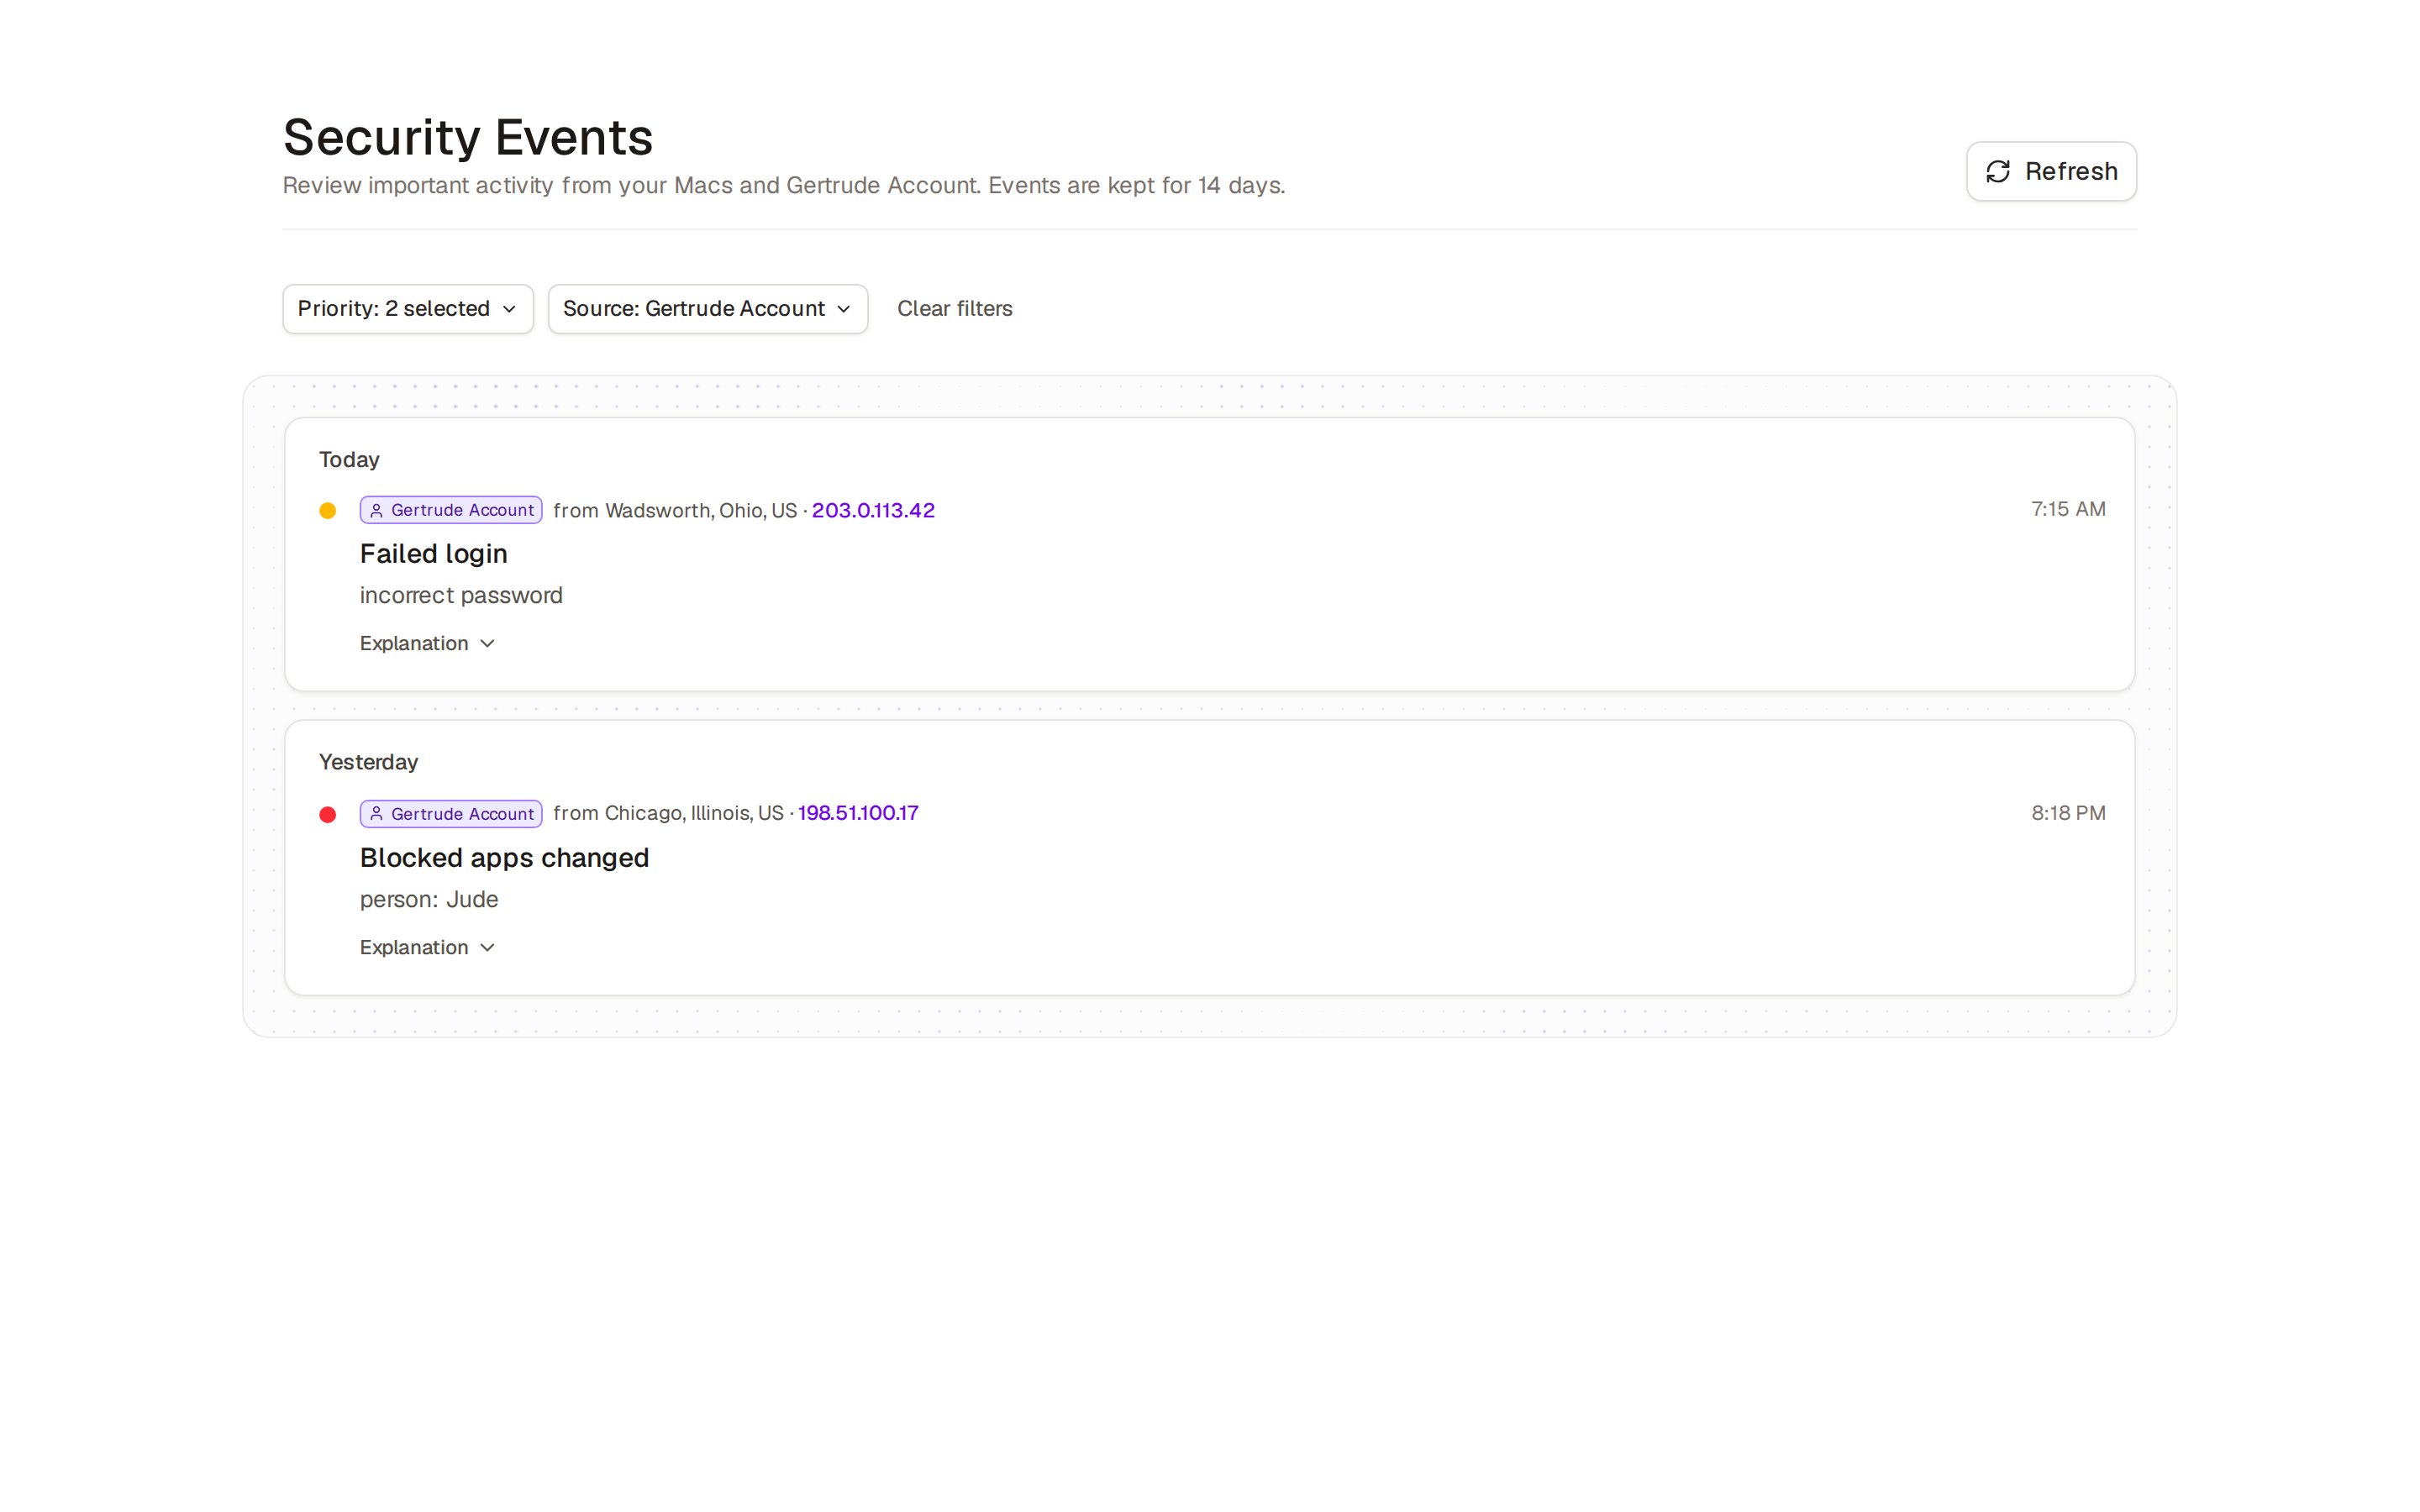 Security Events
Review important activity from your Macs and Gertrude Account. Events are kept for 14 days.
Refresh
Priority: 2 selected
Source: Gertrude Account
Clear filters
Today
Gertrude Account from Wadsworth, Ohio, US · 203.0.113.42
7:15 AM
Failed login
incorrect password
Explanation
Yesterday
Gertrude Account from Chicago, Illinois, US · 198.51.100.17
8:18 PM
Blocked apps changed
person: Jude
Explanation